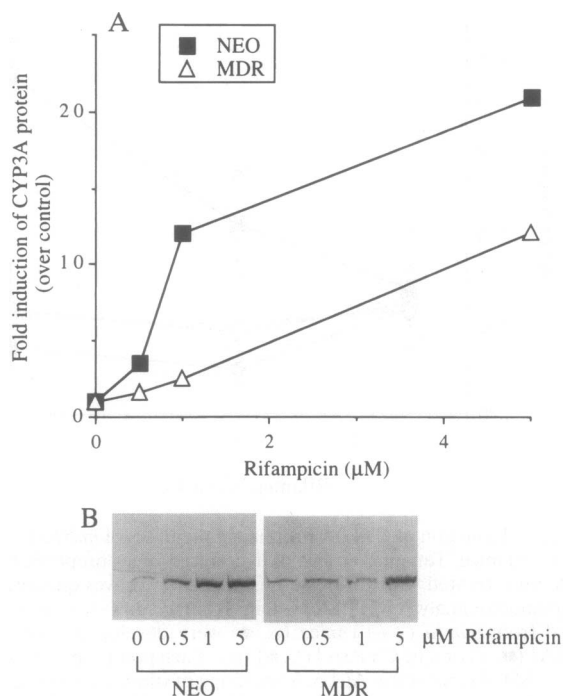 A
NEO
MDR
Fold induction of CYP3A protein
(over control)
20
10
0
0 2 4
Rifampicin (µM)
B
0 0.5 1 5 0 0.5 1 5 µM Rifampicin
NEO MDR